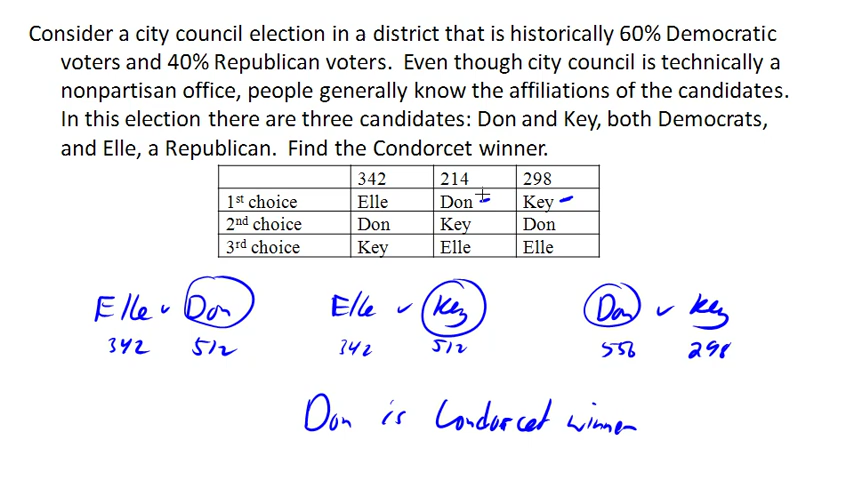 Consider a city council election in a district that is historically 60% Democratic
voters and 40% Republican voters. Even though city council is technically a
nonpartisan office, people generally know the affiliations of the candidates.
In this election there are three candidates: Don and Key, both Democrats,
and Elle, a Republican. Find the Condorcet winner.
342 214 298
1st choice Elle Don Key
2nd choice Don Key Don
3rd choice Key Elle Elle
Elle v Don Elle v Key Don v Key
342 512 342 512 556 298
Don is Condorcet winner